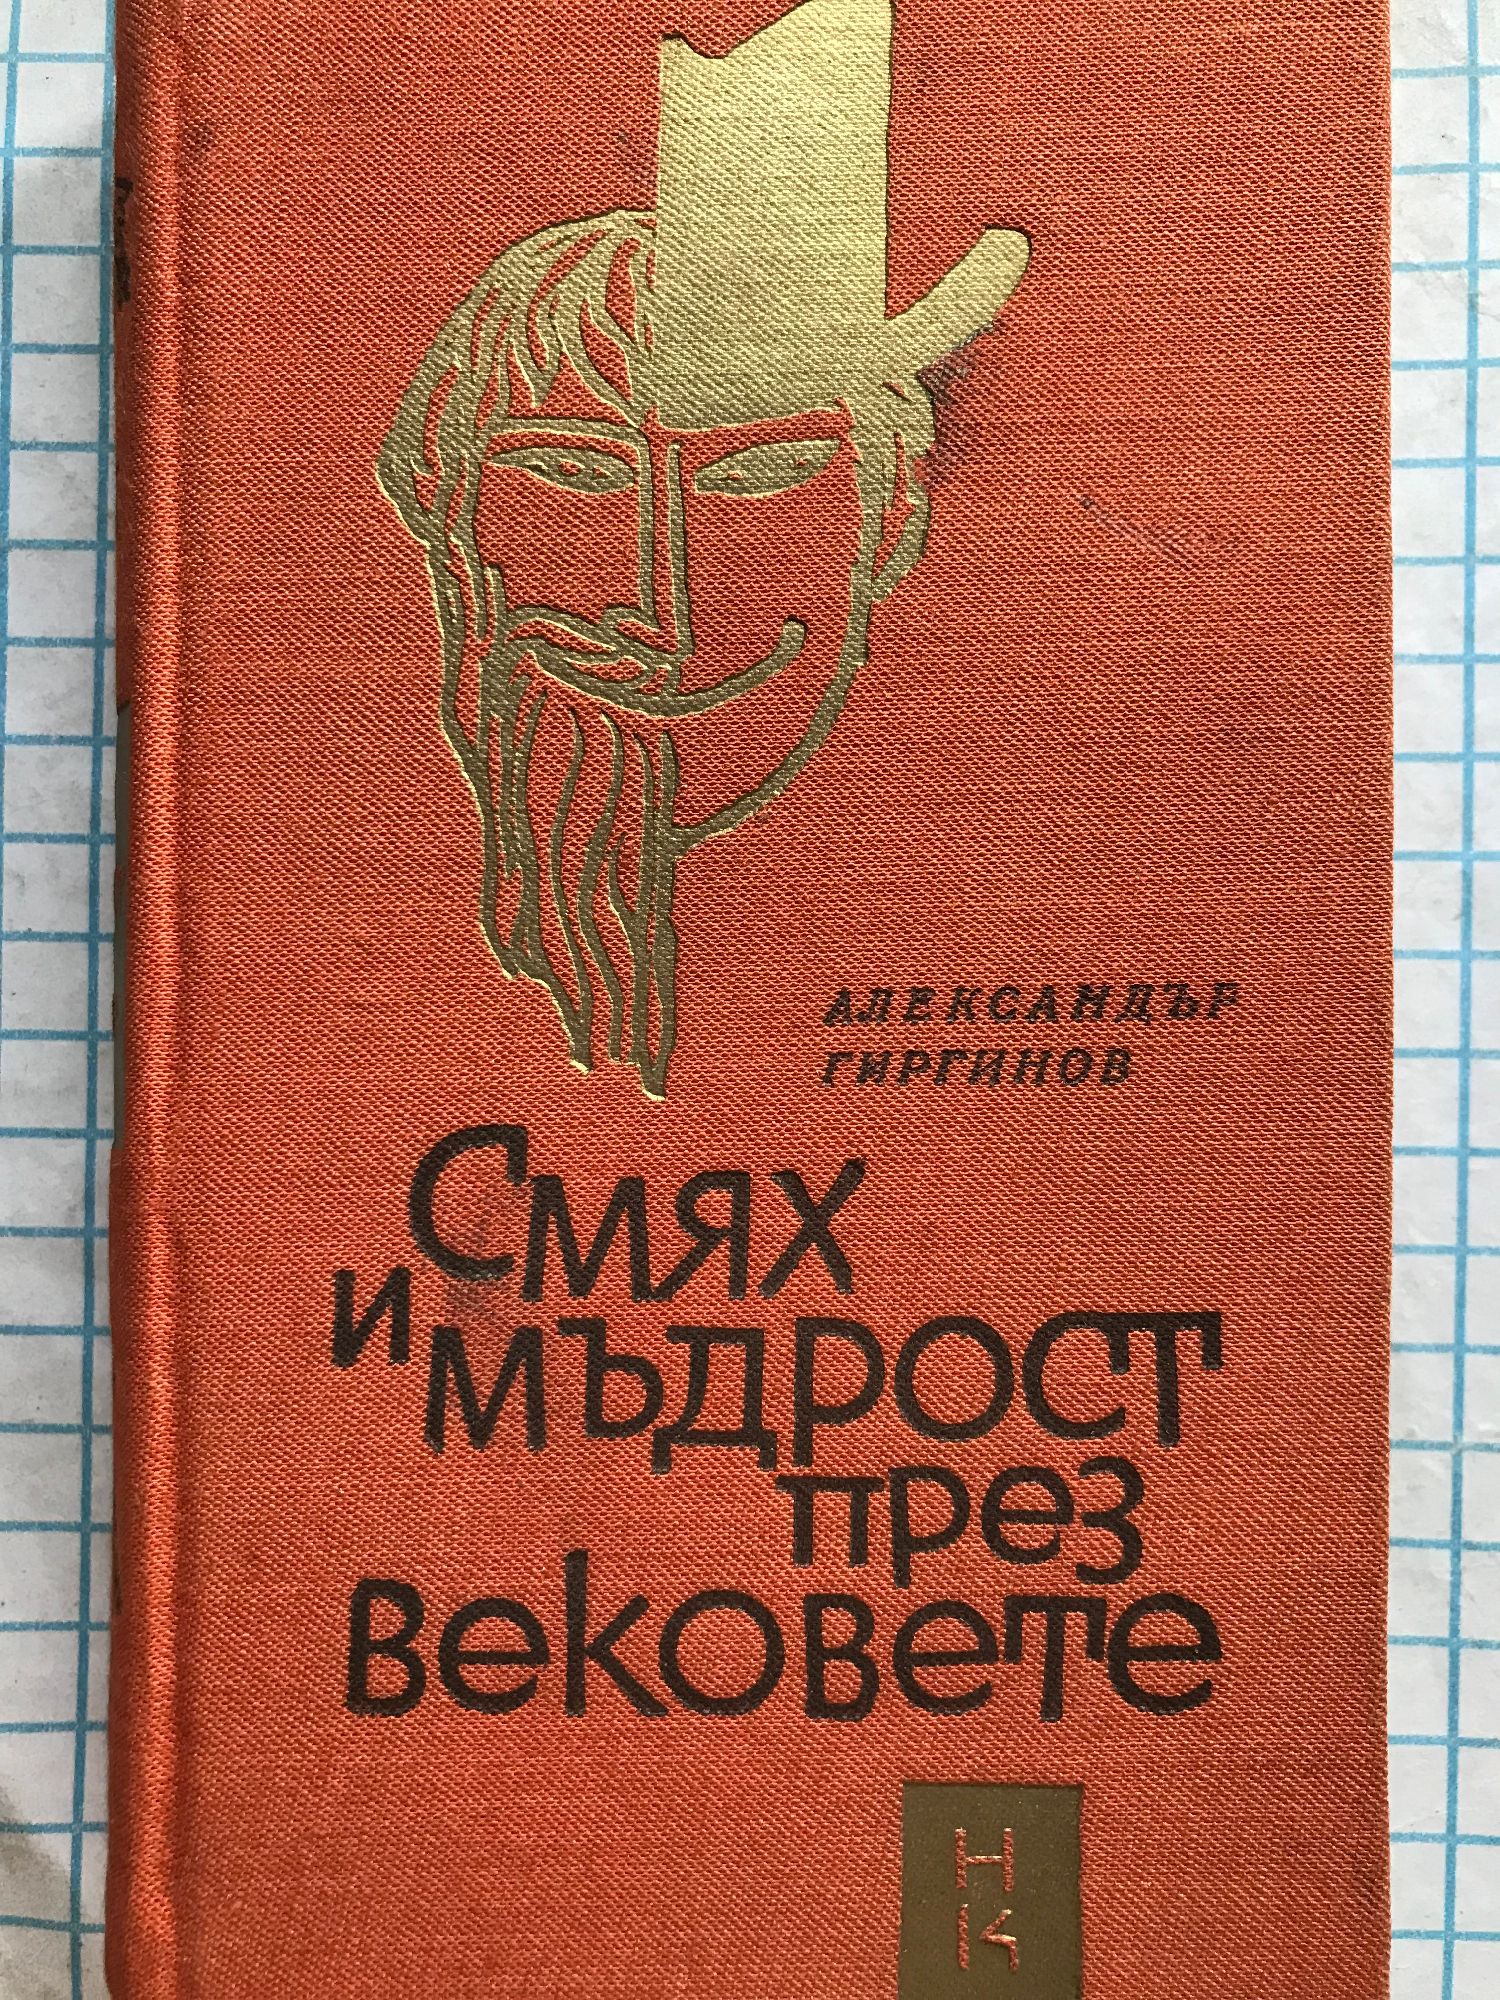 АЛЕКСАНДЪР
ГИРГИНОВ
Смях
и мъдрост
през
вековете
Н
К